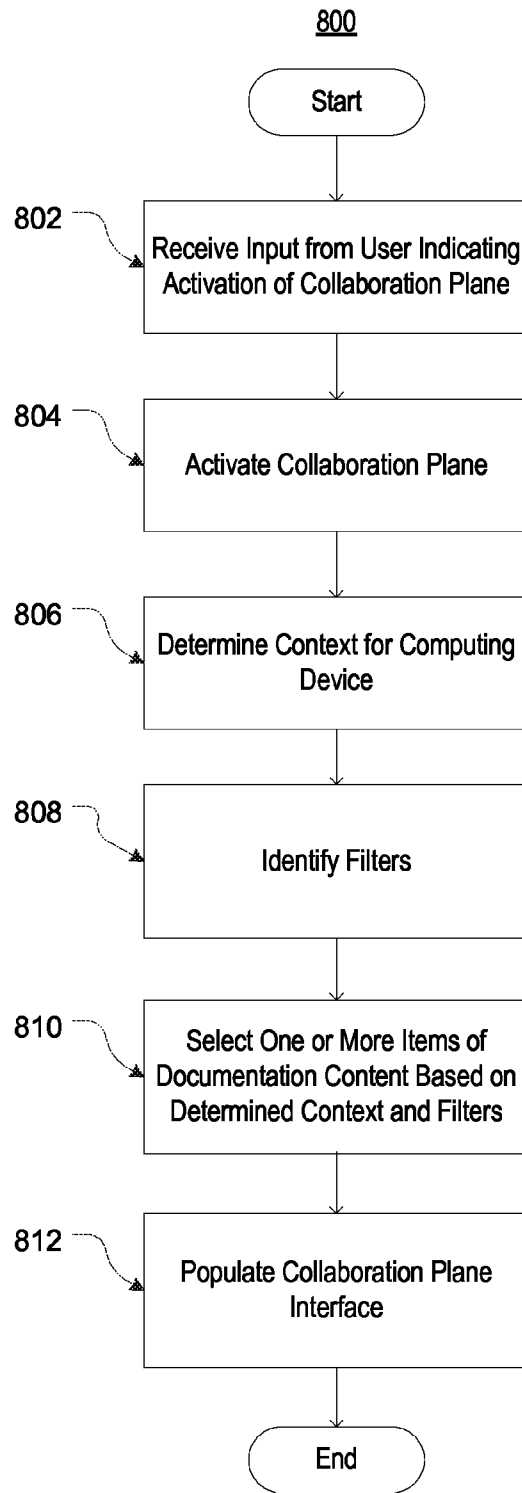 800
Start
802
Receive Input from User Indicating
Activation of Collaboration Plane
804
Activate Collaboration Plane
806
Determine Context for Computing
Device
808
Identify Filters
810
Select One or More Items of
Documentation Content Based on
Determined Context and Filters
812
Populate Collaboration Plane
Interface
End